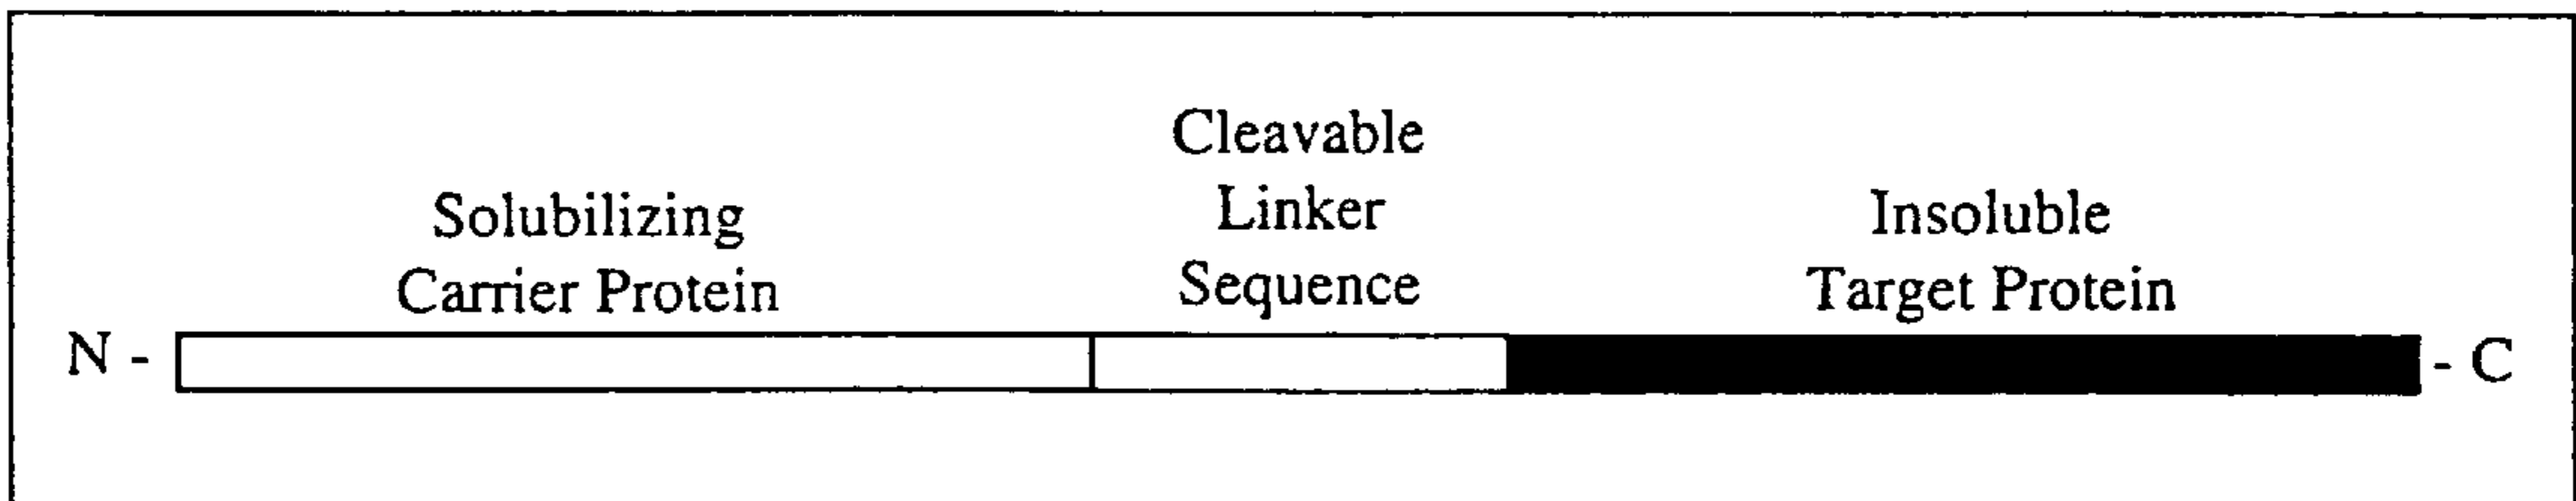 Cleavable
Solubilizing Linker Insoluble
Carrier Protein Sequence Target Protein
N - - C